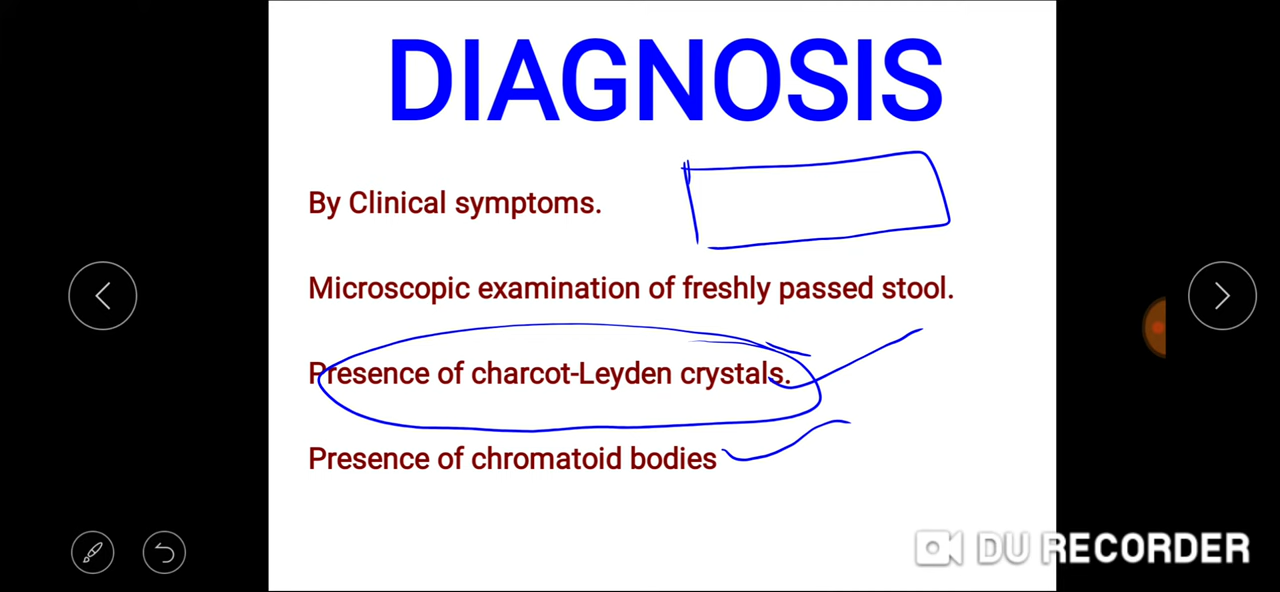 DIAGNOSIS
By Clinical symptoms.
Microscopic examination of freshly passed stool.
Presence of charcot-Leyden crystals.
Presence of chromatoid bodies
DU RECORDER